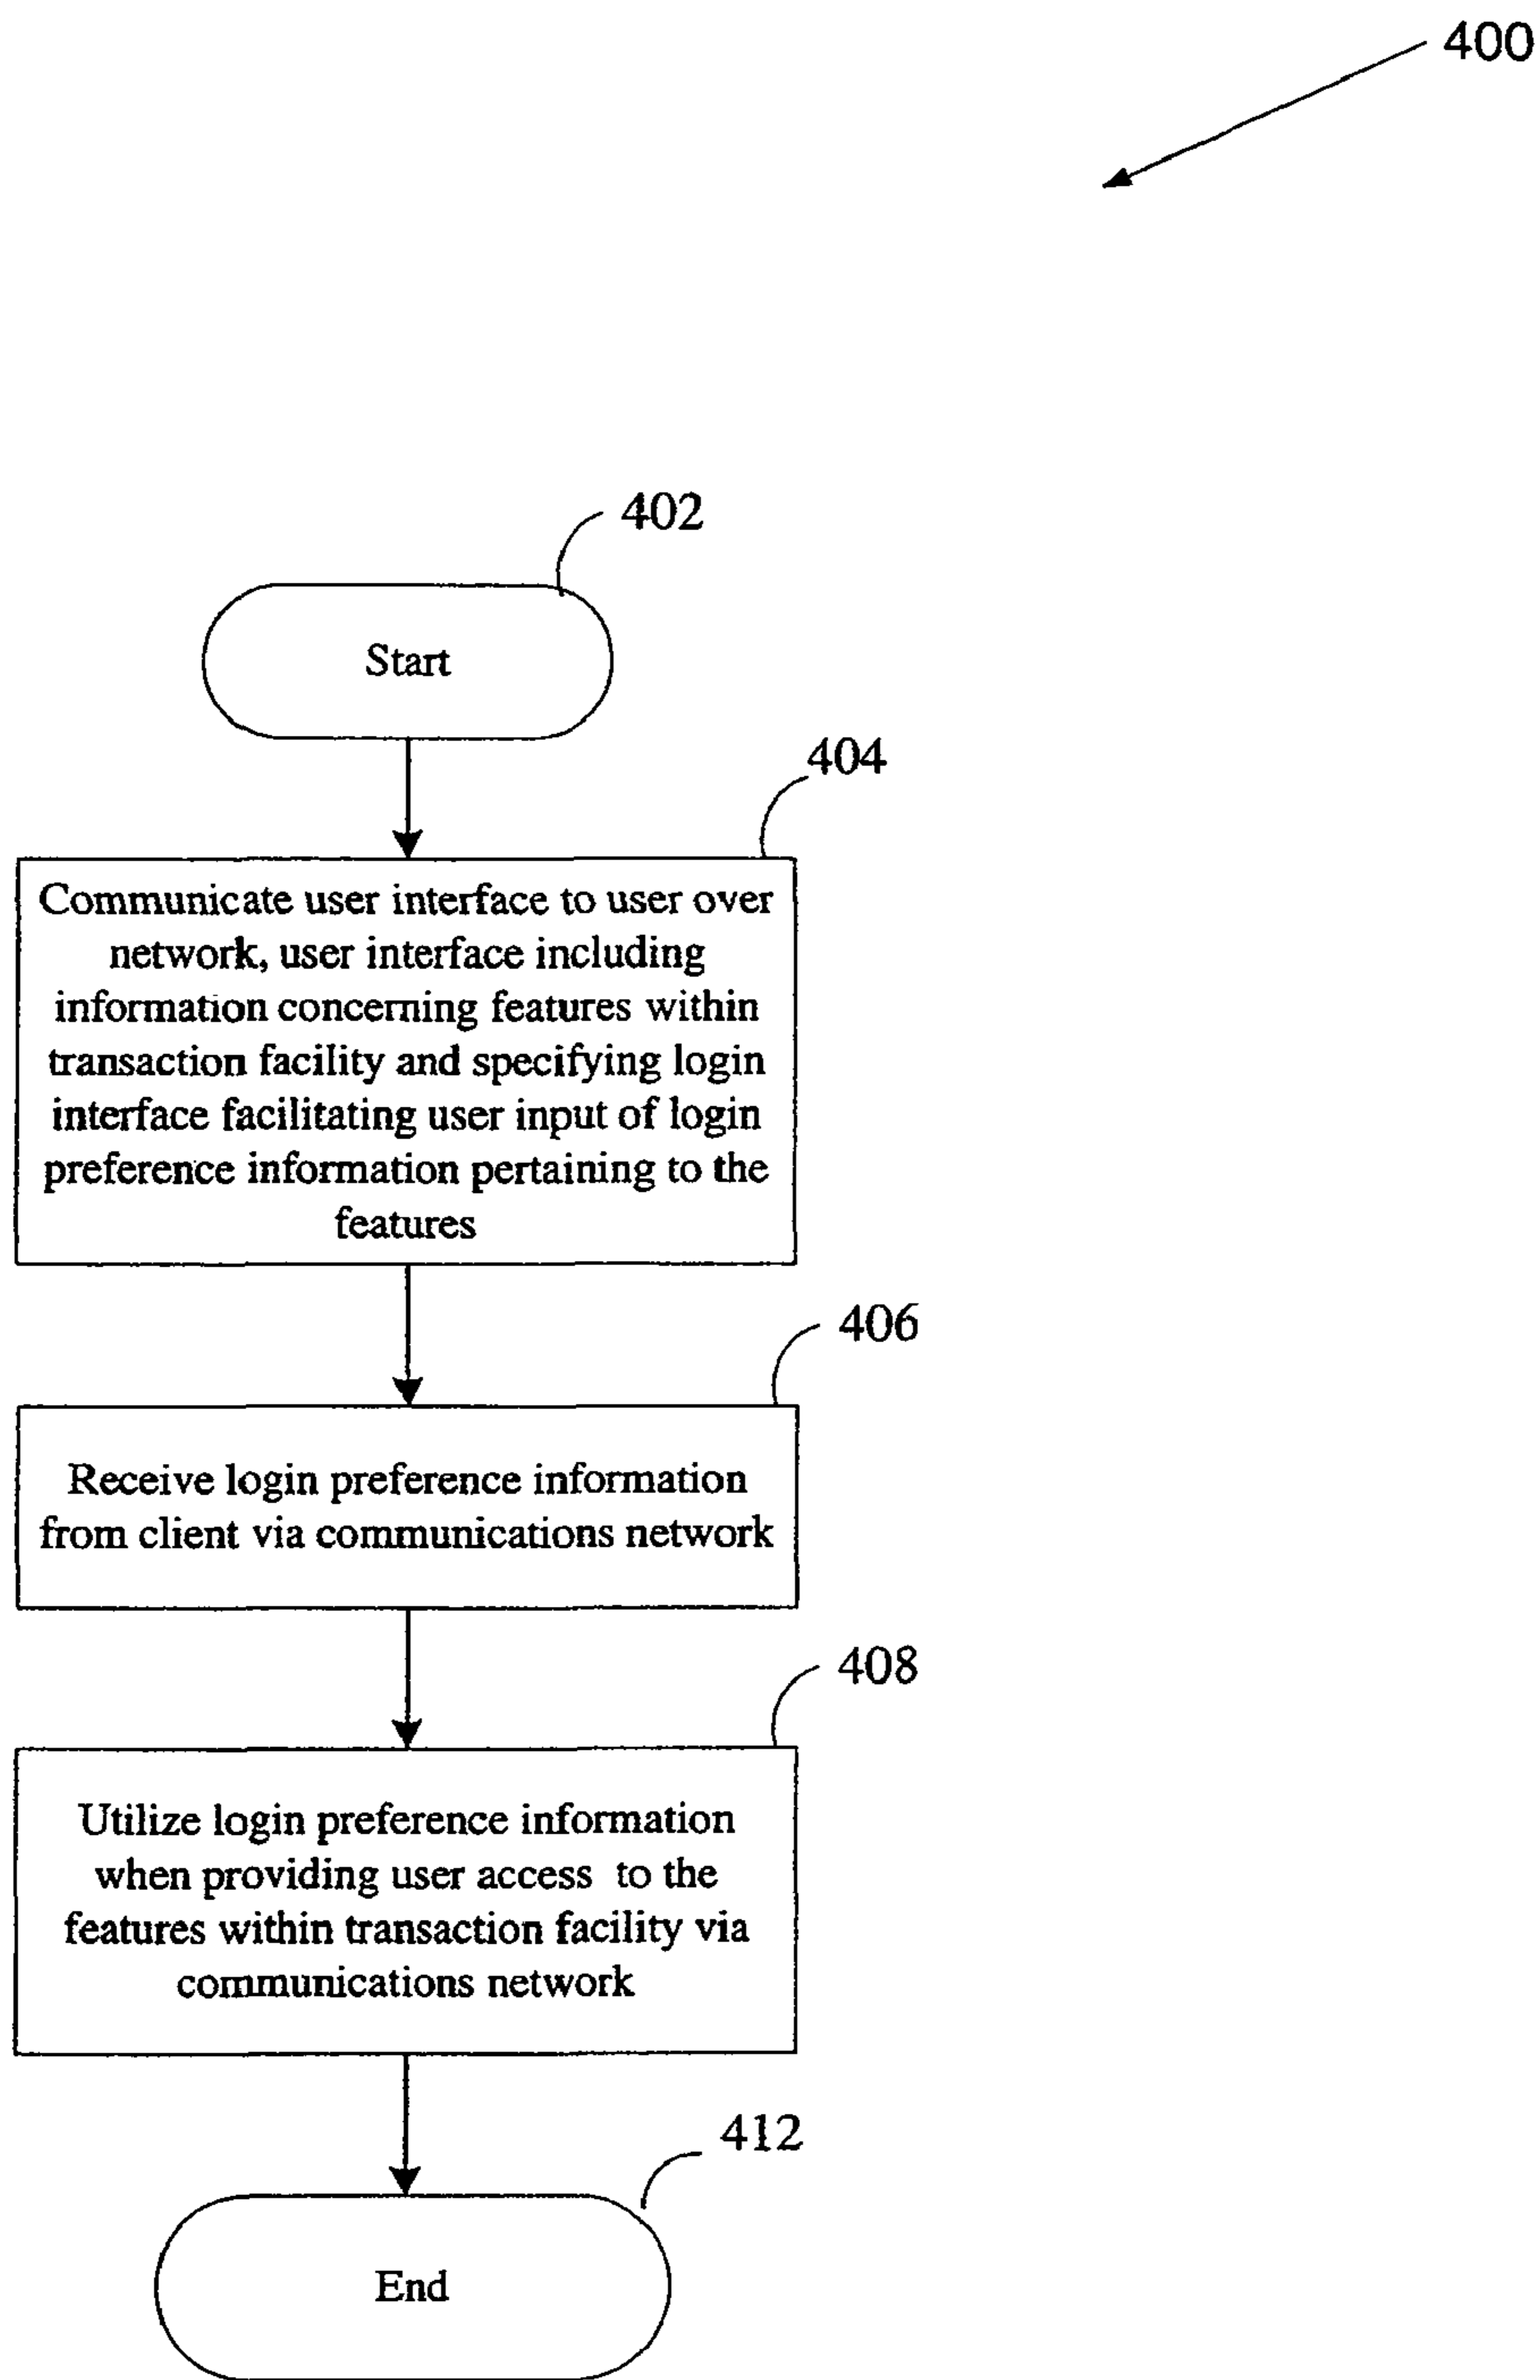 400
402
Start
404
Communicate user interface to user over
network, user interface including
information concerning features within
transaction facility and specifying login
interface facilitating user input of login
preference information pertaining to the
features
406
Receive login preference information
from client via communications network
408
Utilize login preference information
when providing user access to the
features within transaction facility via
communications network
412
End